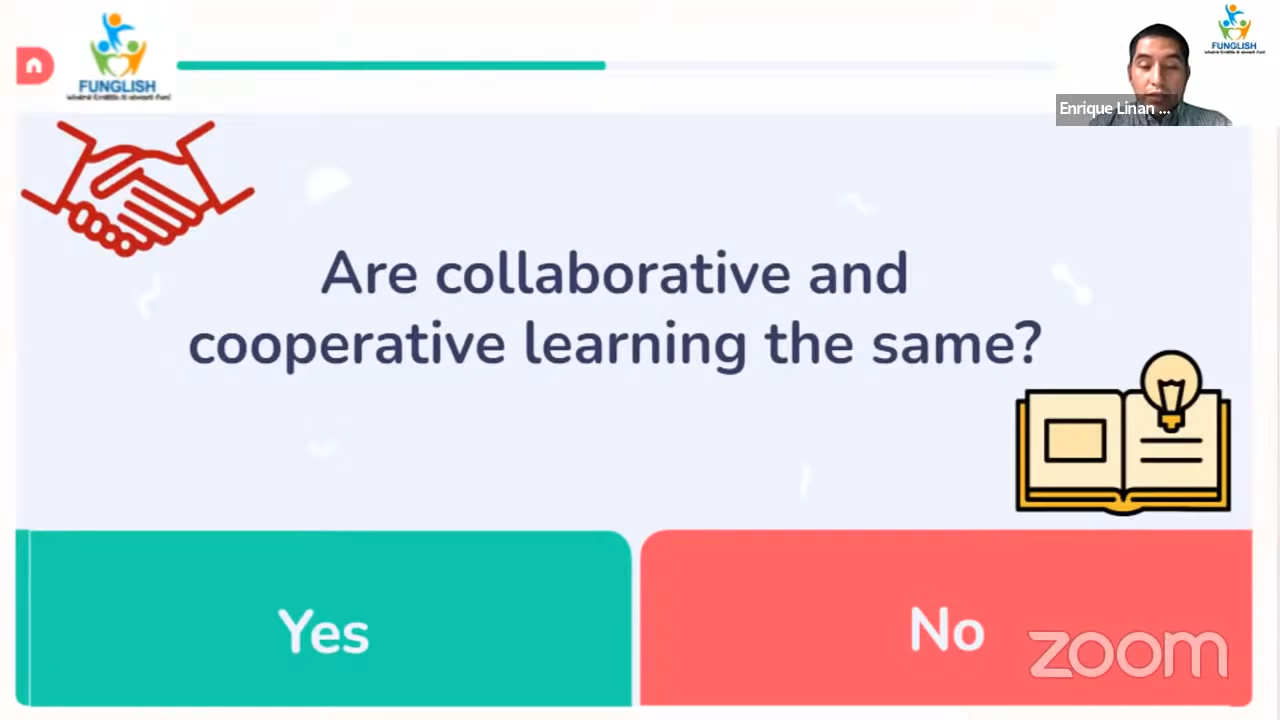 FUNGLISH
FUNGLISH
Enrique Linan ...
Are collaborative and
cooperative learning the same?
Yes
No
zoom